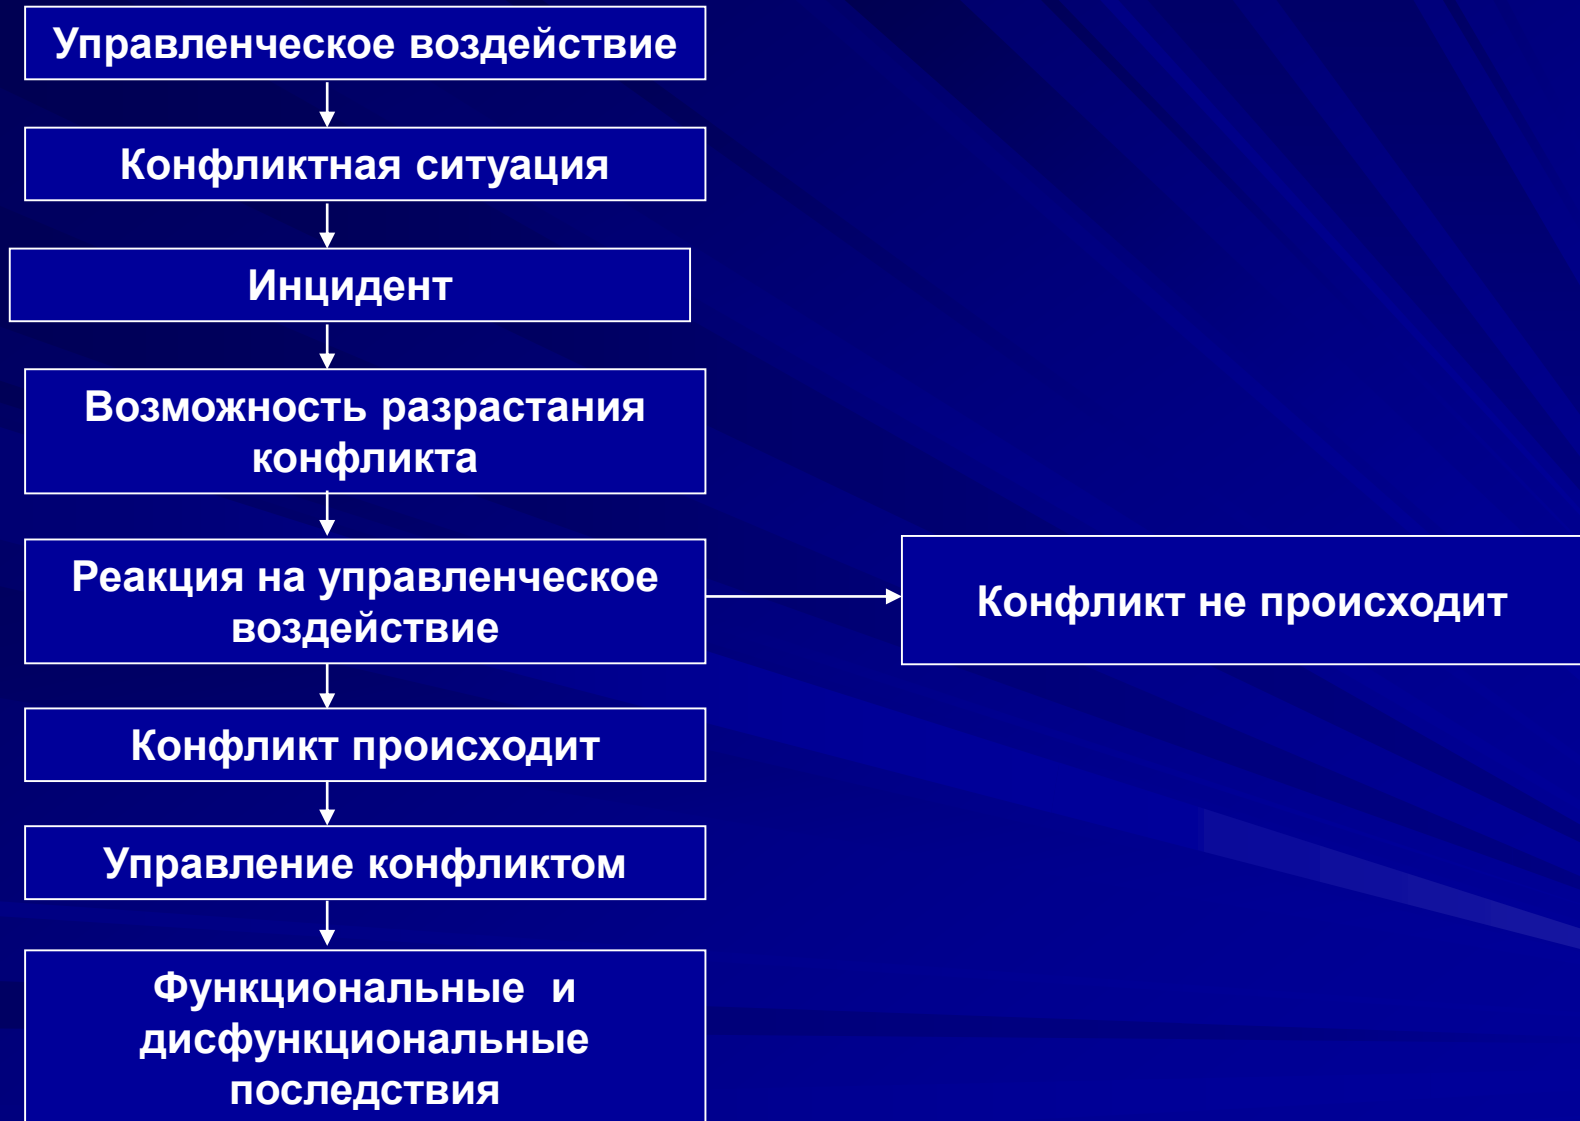 Управленческое воздействие
Конфликтная ситуация
Инцидент
Возможность разрастания
конфликта
Реакция на управленческое
воздействие
Конфликт не происходит
Конфликт происходит
Управление конфликтом
Функциональные и
дисфункциональные
последствия